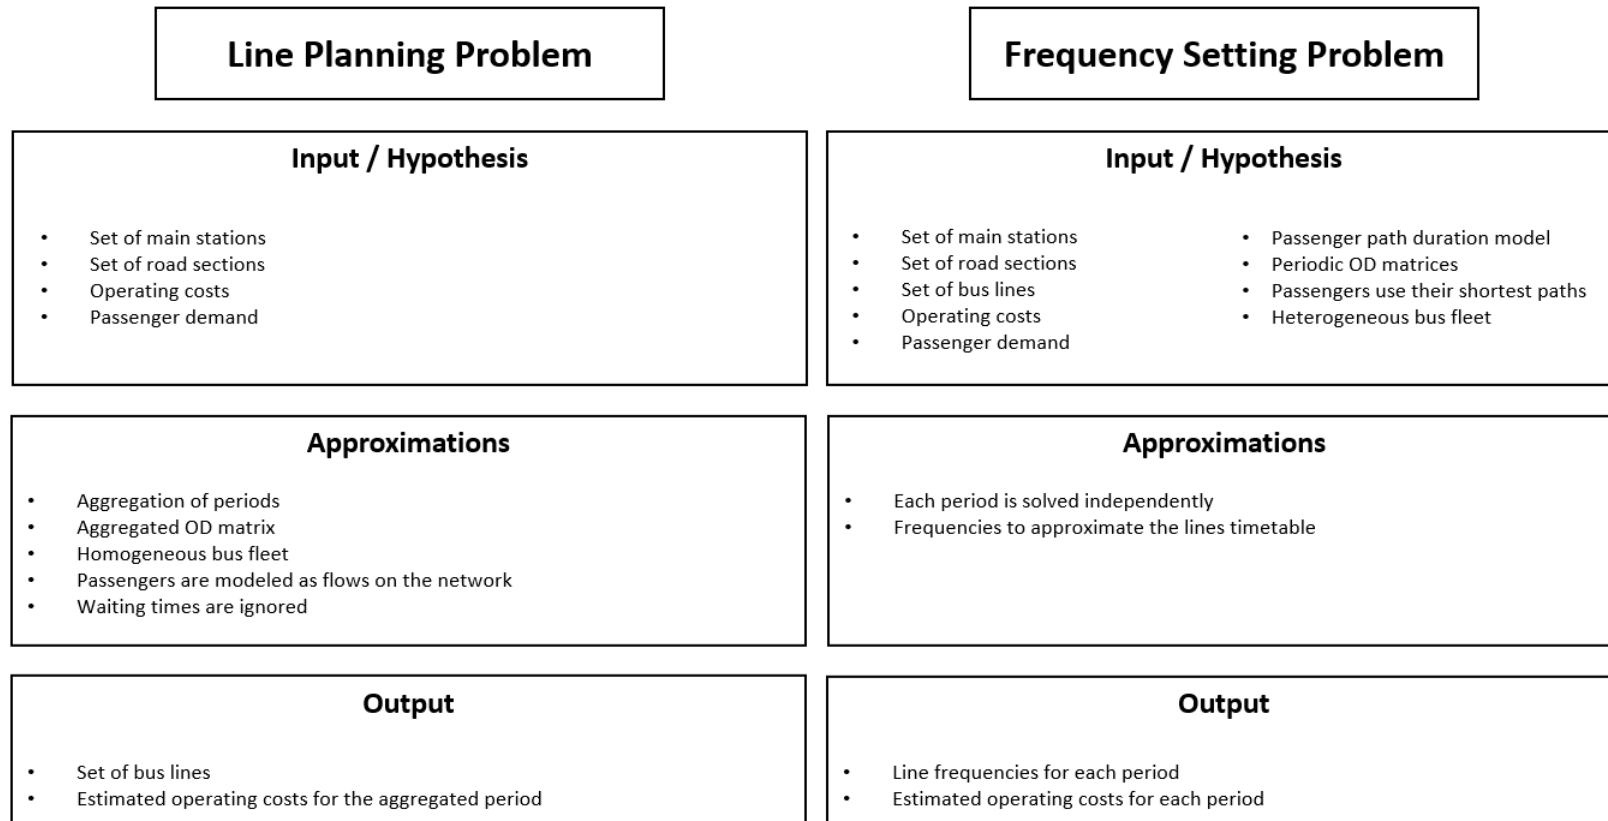 Line Planning Problem
Input / Hypothesis
• Set of main stations
• Set of road sections
• Operating costs
• Passenger demand
Approximations
• Aggregation of periods
• Aggregated OD matrix
• Homogeneous bus fleet
• Passengers are modeled as flows on the network
• Waiting times are ignored
Output
• Set of bus lines
• Estimated operating costs for the aggregated period
Frequency Setting Problem
Input / Hypothesis
• Set of main stations
• Set of road sections
• Set of bus lines
• Operating costs
• Passenger demand
• Passenger path duration model
• Periodic OD matrices
• Passengers use their shortest paths
• Heterogeneous bus fleet
Approximations
• Each period is solved independently
• Frequencies to approximate the lines timetable
Output
• Line frequencies for each period
• Estimated operating costs for each period